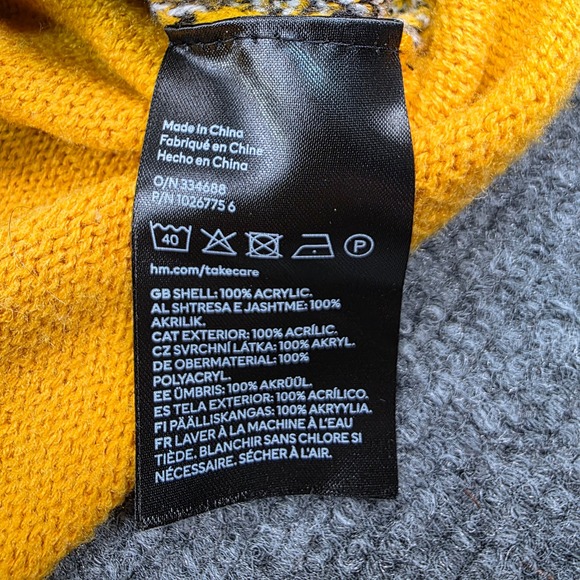 Made in China
Fabriqué en Chine
Hecho en China
O/N 334688
P/N 1026775 6
40
P
hm.com/takecare
GB SHELL: 100% ACRYLIC.
AL SHTRESA E JASHTME: 100%
AKRILIK.
CAT EXTERIOR: 100% ACRÍLIC.
CZ SVRCHNÍ LÁTKA: 100% AKRYL.
DE OBERMATERIAL: 100%
POLYACRYL.
EE ÜMBRIS: 100% AKRÜÜL.
ES TELA EXTERIOR: 100% ACRÍLICO.
FI PÄÄLLISKANGAS: 100% AKRYYLIA.
FR LAVER À LA MACHINE À L'EAU
TIÈDE. BLANCHIR SANS CHLORE SI
NÉCESSAIRE. SÉCHER À L'AIR.